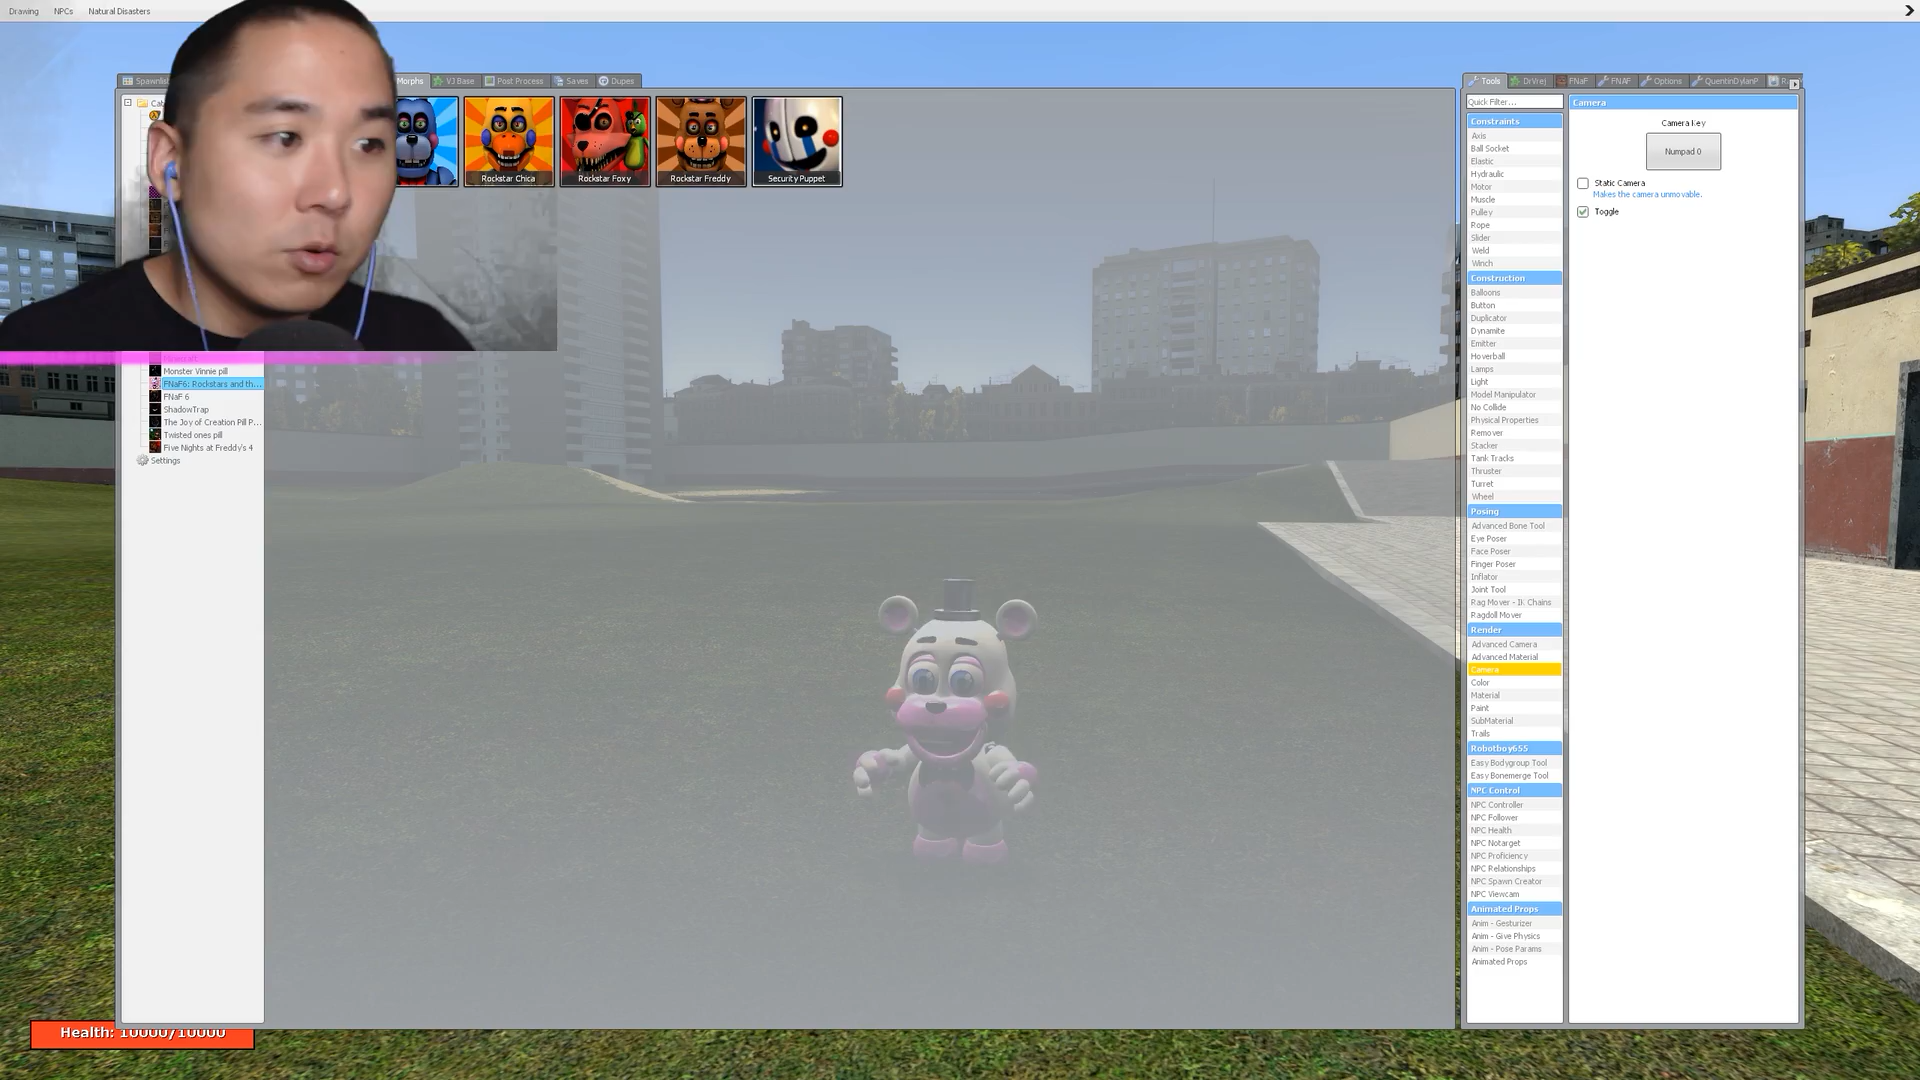 Drawing NPCs Natural Disasters
Morphs VJ Base Post Process Saves Dupes
Rockstar Chica
Rockstar Foxy
Rockstar Freddy
Security Puppet
Monster Vinnie pill
FNaF6: Rockstars and th...
FNaF 6
ShadowTrap
The Joy of Creation Pill P...
Twisted ones pill
Five Nights at Freddy's 4
Settings
Health: 10000/10000
Tools DrVrej FNaF FNAF Options QuentinDylanP
Quick Filter...
Constraints
Axis
Ball Socket
Elastic
Hydraulic
Motor
Muscle
Pulley
Rope
Slider
Weld
Winch
Construction
Balloons
Button
Duplicator
Dynamite
Emitter
Hoverball
Lamps
Light
Model Manipulator
No Collide
Physical Properties
Remover
Stacker
Tank Tracks
Thruster
Turret
Wheel
Posing
Advanced Bone Tool
Eye Poser
Face Poser
Finger Poser
Inflator
Joint Tool
Rag Mover - IK Chains
Ragdoll Mover
Render
Advanced Camera
Advanced Material
Camera
Color
Material
Paint
SubMaterial
Trails
Robotboy655
Easy Bodygroup Tool
Easy Bonemerge Tool
NPC Control
NPC Controller
NPC Follower
NPC Health
NPC Notarget
NPC Proficiency
NPC Relationships
NPC Spawn Creator
NPC Viewcam
Animated Props
Anim - Gesturizer
Anim - Give Physics
Anim - Pose Params
Animated Props
Camera
Camera Key
Numpad 0
Static Camera
Makes the camera unmovable.
Toggle